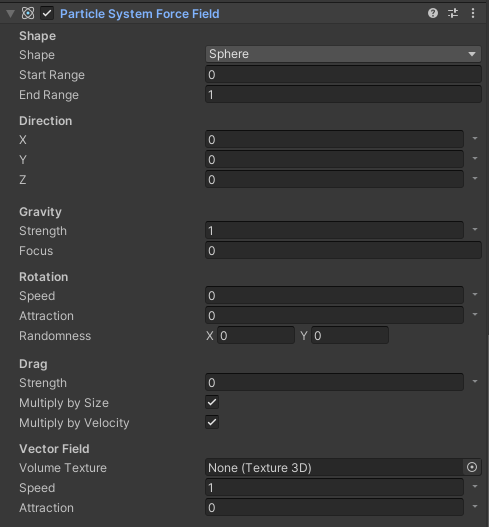 Particle System Force Field
Shape
Shape Sphere
Start Range 0
End Range 1
Direction
X 0
Y 0
Z 0
Gravity
Strength 1
Focus 0
Rotation
Speed 0
Attraction 0
Randomness X 0 Y 0
Drag
Strength 0
Multiply by Size
Multiply by Velocity
Vector Field
Volume Texture None (Texture 3D)
Speed 1
Attraction 0